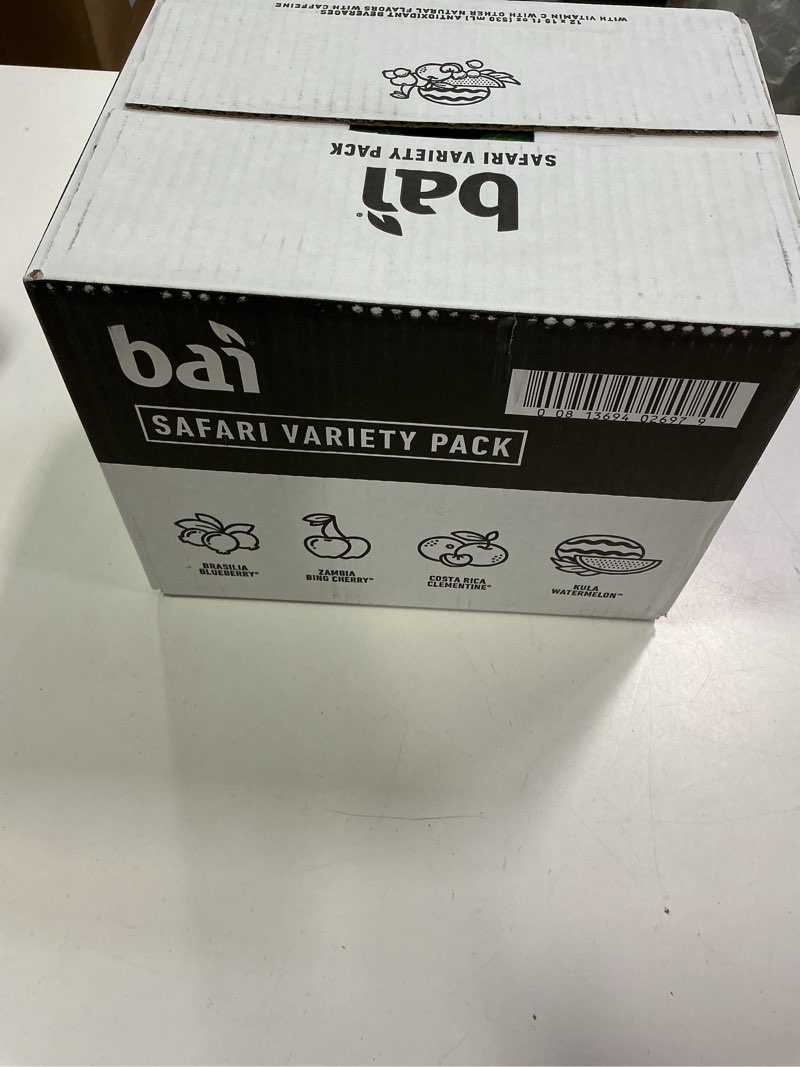 12 x 18 fl oz (530 mL) ANTIOXIDANT BEVERAGES
WITH VITAMIN C WITH OTHER NATURAL FLAVORS WITH CAFFEINE
bai
SAFARI VARIETY PACK
bai
SAFARI VARIETY PACK
0 08 13694 02697 9
BRASILIA
BLUEBERRY™
ZAMBIA
BING CHERRY™
COSTA RICA
CLEMENTINE™
KULA
WATERMELON™